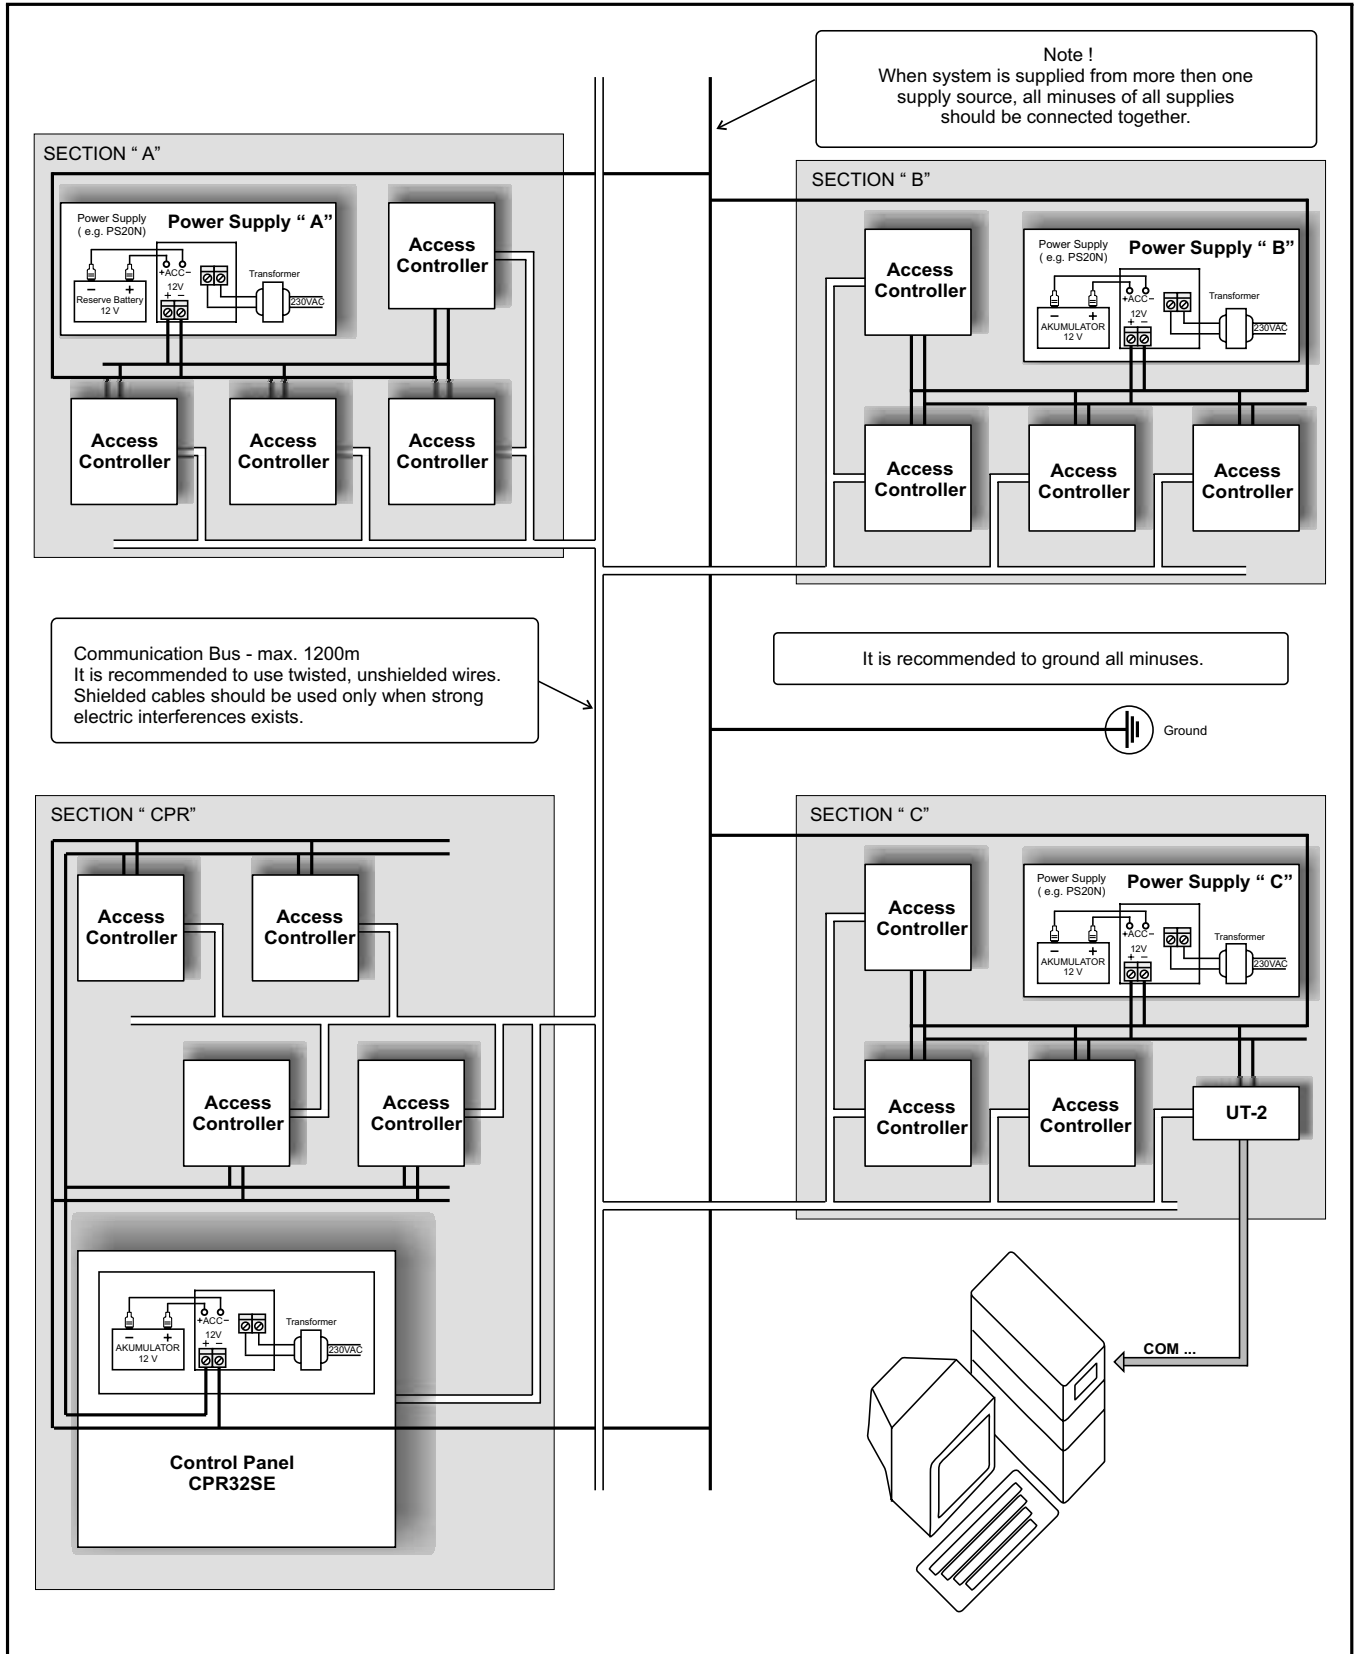 Note !
When system is supplied from more then one
supply source, all minuses of all supplies
should be connected together.
SECTION “ A”
Power Supply
( e.g. PS20N)
Power Supply “ A”
+ACC−
12V
+ −
− +
Reserve Battery
12 V
Transformer
230VAC
Access
Controller
Access
Controller
Access
Controller
Access
Controller
SECTION “ B”
Access
Controller
Power Supply
( e.g. PS20N)
Power Supply “ B”
+ACC−
12V
+ −
− +
AKUMULATOR
12 V
Transformer
230VAC
Access
Controller
Access
Controller
Access
Controller
Communication Bus - max. 1200m
It is recommended to use twisted, unshielded wires.
Shielded cables should be used only when strong
electric interferences exists.
It is recommended to ground all minuses.
Ground
SECTION “ CPR”
Access
Controller
Access
Controller
Access
Controller
Access
Controller
+ACC−
12V
+ −
− +
AKUMULATOR
12 V
Transformer
230VAC
Control Panel
CPR32SE
SECTION “ C”
Access
Controller
Power Supply
( e.g. PS20N)
Power Supply “ C”
+ACC−
12V
+ −
− +
AKUMULATOR
12 V
Transformer
230VAC
Access
Controller
Access
Controller
UT-2
COM ...